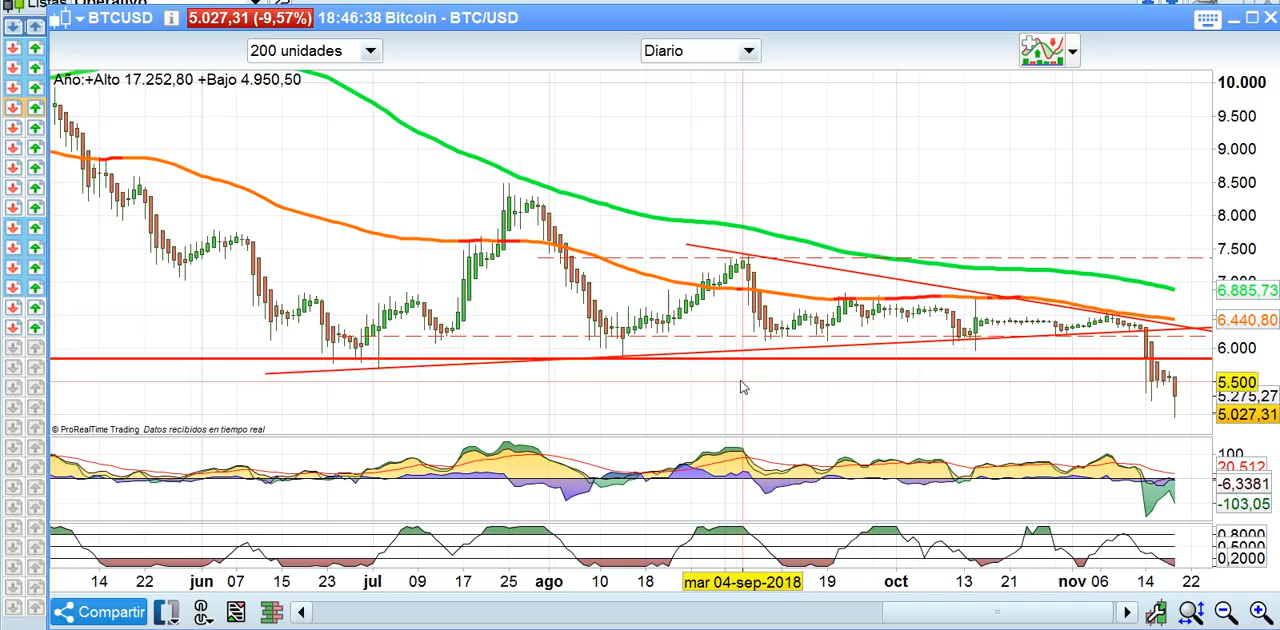 Listas Operativo
BTCUSD 5.027,31 (-9,57%) 18:46:38 Bitcoin - BTC/USD
200 unidades Diario
Año:+Alto 17.252,80 +Bajo 4.950,50
10.000
9.500
9.000
8.500
8.000
7.500
7.000
6.885,73
6.440,80
6.000
5.500
5.275,27
5.027,31
© ProRealTime Trading Datos recibidos en tiempo real
100
20,512
-6,3381
-103,05
0,8000
0,5000
0,2000
14 22 jun 07 15 23 jul 09 17 25 ago 10 18 mar 04-sep-2018 19 oct 13 21 nov 06 14 22
Compartir